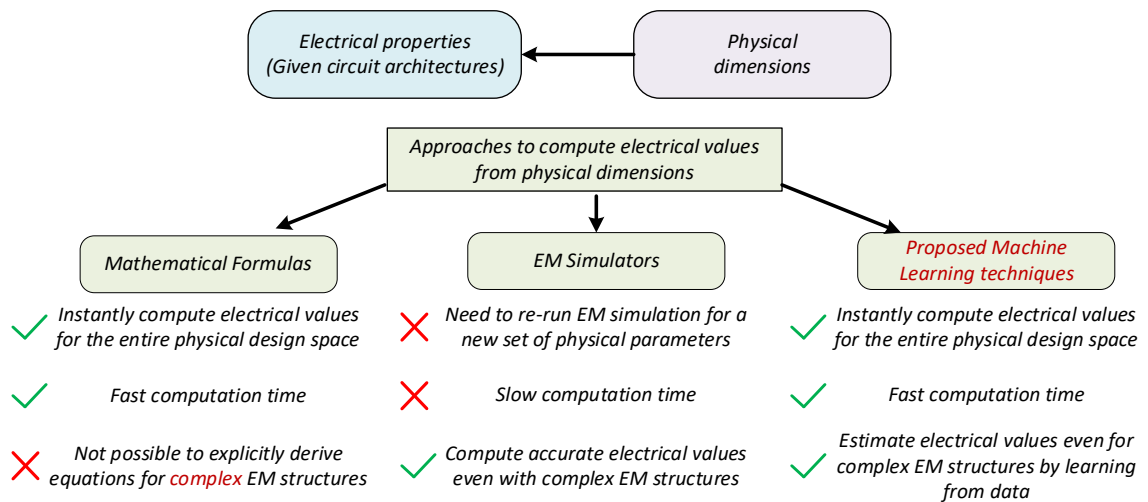 Electrical properties
(Given circuit architectures)
Physical
dimensions
Approaches to compute electrical values
from physical dimensions
Mathematical Formulas
EM Simulators
Proposed Machine
Learning techniques
Instantly compute electrical values
for the entire physical design space
Need to re-run EM simulation for a
new set of physical parameters
Instantly compute electrical values
for the entire physical design space
Fast computation time
Slow computation time
Fast computation time
Not possible to explicitly derive
equations for complex EM structures
Compute accurate electrical values
even with complex EM structures
Estimate electrical values even for
complex EM structures by learning
from data